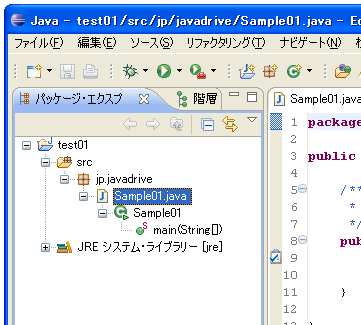 Java - test01/src/jp/javadrive/Sample01.java - E
ファイル(F) 編集(E) ソース(S) リファクタリング(T) ナビゲート(N)
パッケージ・エクスプ 階層 Sample01.java
1 package
2
3 public
4
5 /**
6 *
7 */
8 pub
9
10
11 }
12
13 }
test01
src
jp.javadrive
Sample01.java
Sample01
main(String[])
JRE システム・ライブラリー [jre]